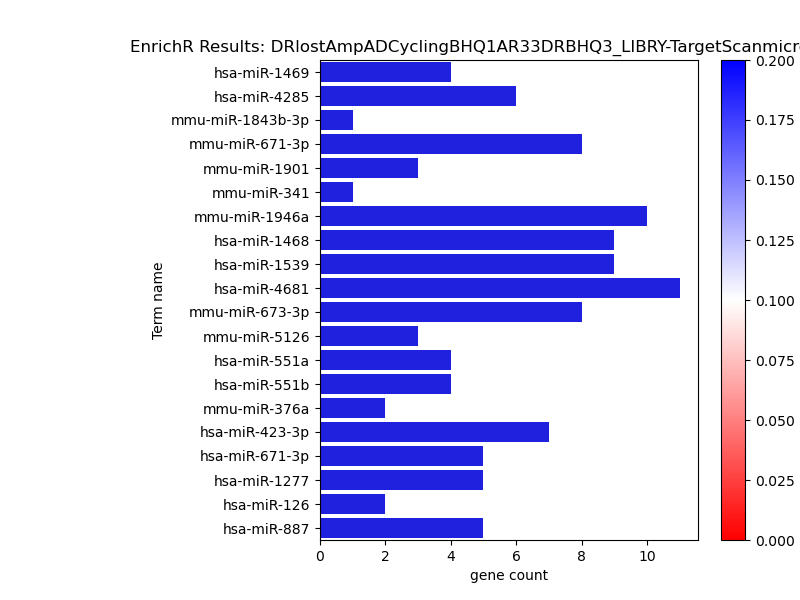 EnrichR Results: DRlostAmpADCyclingBHQ1AR33DRBHQ3_LIBRY-TargetScanmicr
hsa-miR-1469
hsa-miR-4285
mmu-miR-1843b-3p
mmu-miR-671-3p
mmu-miR-1901
mmu-miR-341
mmu-miR-1946a
hsa-miR-1468
hsa-miR-1539
hsa-miR-4681
mmu-miR-673-3p
mmu-miR-5126
hsa-miR-551a
hsa-miR-551b
mmu-miR-376a
hsa-miR-423-3p
hsa-miR-671-3p
hsa-miR-1277
hsa-miR-126
hsa-miR-887
Term name
0 2 4 6 8 10
gene count
0.200
0.175
0.150
0.125
0.100
0.075
0.050
0.025
0.000